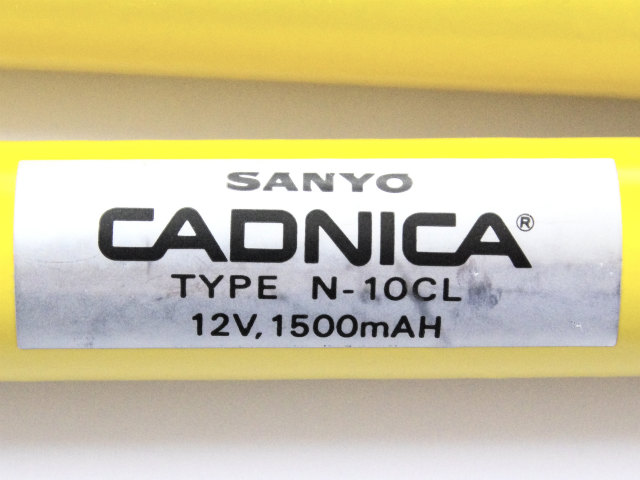 SANYO
CADNICA®
TYPE N-10CL
12V, 1500mAH